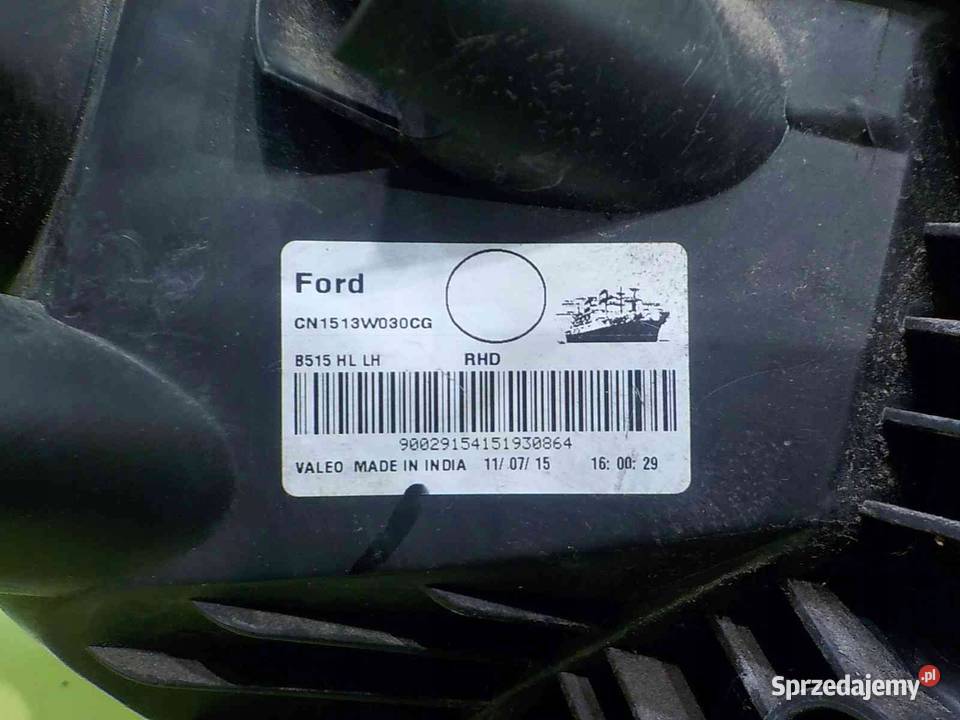 Ford
CN1513W030CG
B515 HL LH RHD
90029154151930864
VALEO MADE IN INDIA 11/07/15 16:00:29
Sprzedajemy.pl